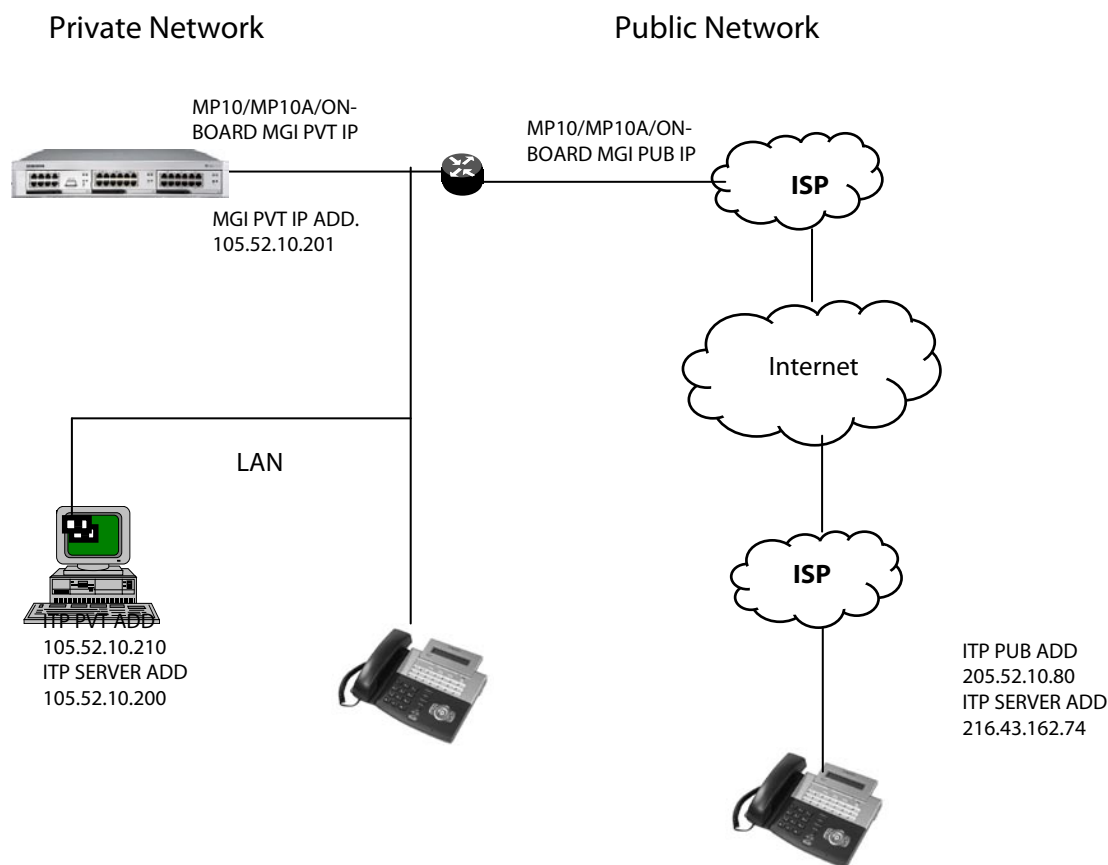 Private Network
Public Network
MP10/MP10A/ON-
BOARD MGI PVT IP
MP10/MP10A/ON-
BOARD MGI PUB IP
ISP
MGI PVT IP ADD.
105.52.10.201
Internet
LAN
ISP
ITP PVT ADD
105.52.10.210
ITP SERVER ADD
105.52.10.200
ITP PUB ADD
205.52.10.80
ITP SERVER ADD
216.43.162.74